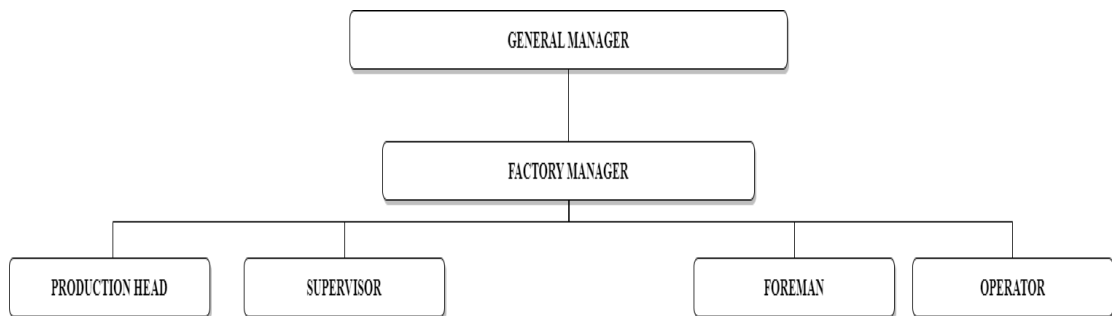 GENERAL MANAGER
FACTORY MANAGER
PRODUCTION HEAD
SUPERVISOR
FOREMAN
OPERATOR